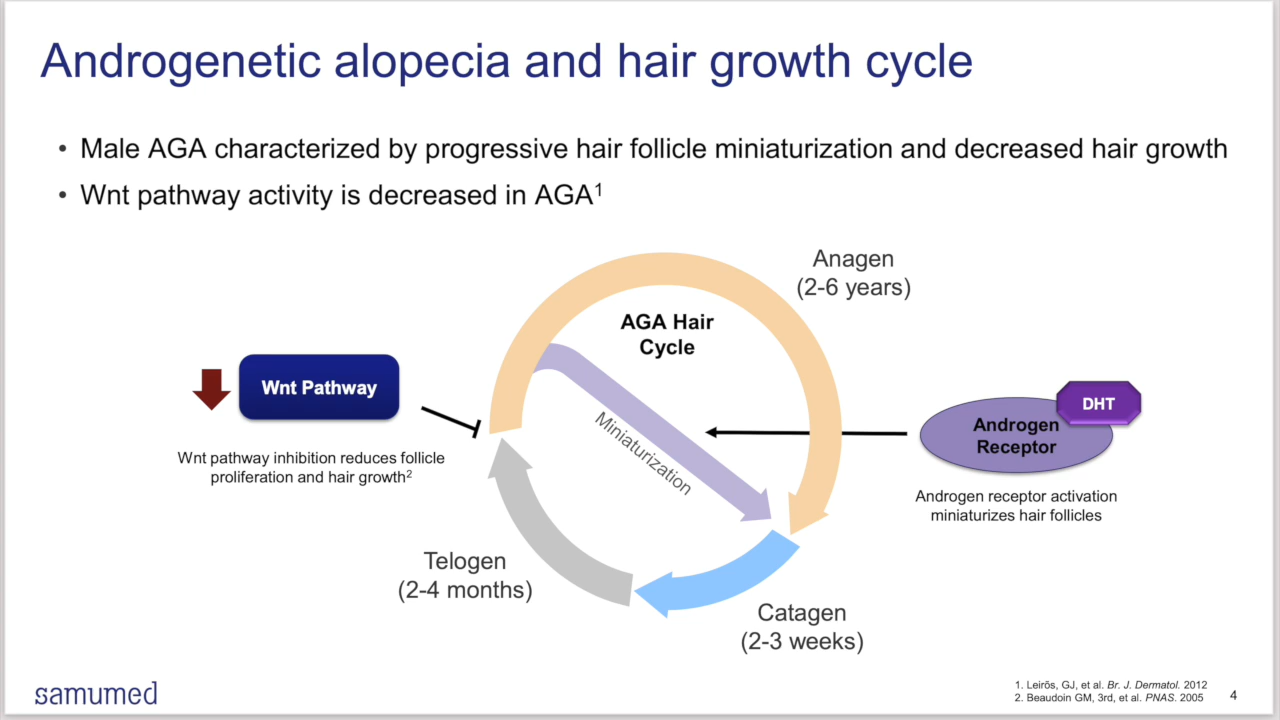 Androgenetic alopecia and hair growth cycle
• Male AGA characterized by progressive hair follicle miniaturization and decreased hair growth
• Wnt pathway activity is decreased in AGA¹
Anagen
(2-6 years)
AGA Hair
Cycle
Wnt Pathway
Wnt pathway inhibition reduces follicle
proliferation and hair growth²
Miniaturization
DHT
Androgen
Receptor
Androgen receptor activation
miniaturizes hair follicles
Telogen
(2-4 months)
Catagen
(2-3 weeks)
samumed
1. Leirõs, GJ, et al. Br. J. Dermatol. 2012
2. Beaudoin GM, 3rd, et al. PNAS. 2005
4